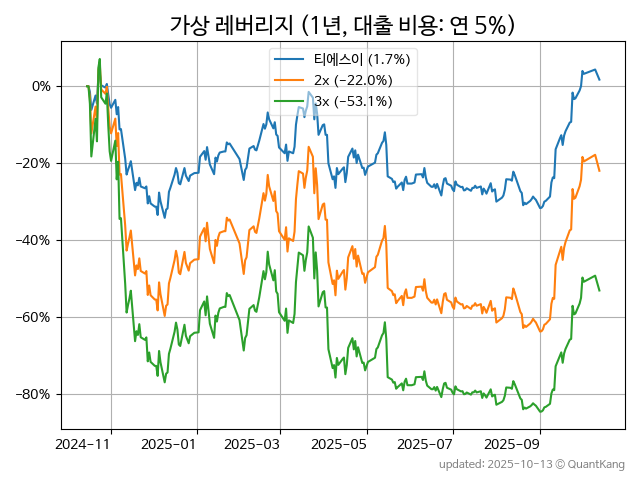 가상 레버리지 (1년, 대출 비용: 연 5%)
티에스이 (1.7%)
2x (−22.0%)
3x (−53.1%)
0%
−20%
−40%
−60%
−80%
2024−11 2025−01 2025−03 2025−05 2025−07 2025−09
updated: 2025-10-13 © QuantKang